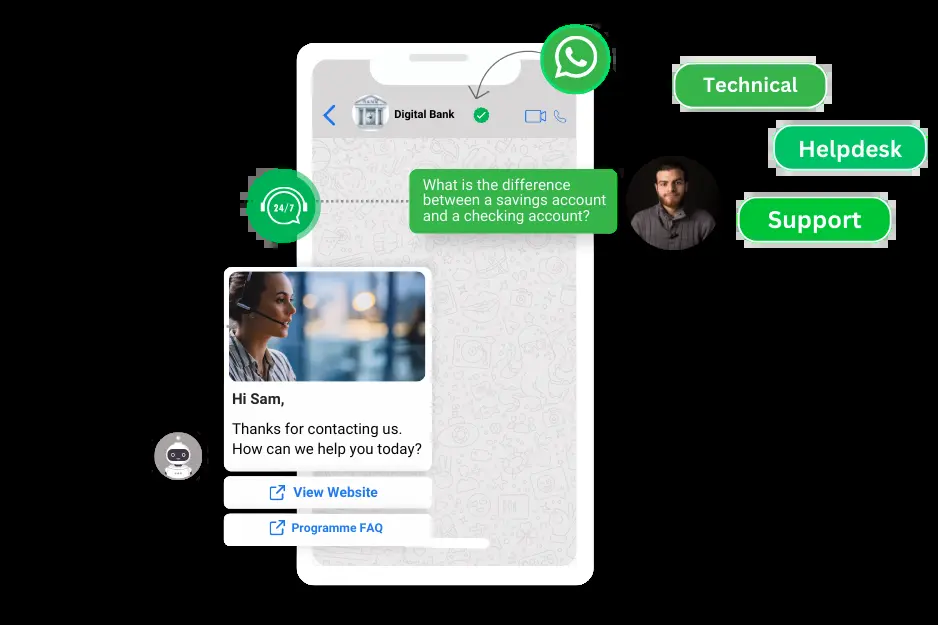 Technical
Digital Bank
Helpdesk
What is the difference
between a savings account
and a checking account?
24/7
Support
Hi Sam,
Thanks for contacting us.
How can we help you today?
View Website
Programme FAQ